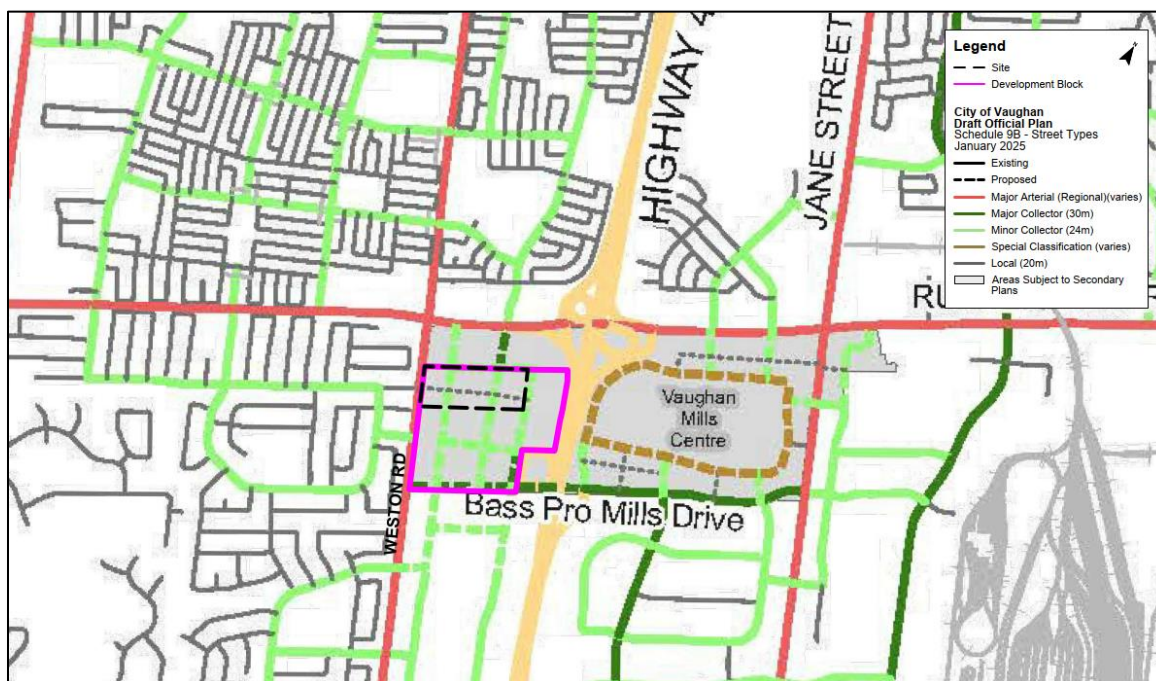 HIGHWAY 4
JANE STREET
RU
Vaughan
Mills
Centre
WESTON RD
Bass Pro Mills Drive
Legend
Site
Development Block
City of Vaughan
Draft Official Plan
Schedule 9B - Street Types
January 2025
Existing
Proposed
Major Arterial (Regional)(varies)
Major Collector (30m)
Minor Collector (24m)
Special Classification (varies)
Local (20m)
Areas Subject to Secondary
Plans